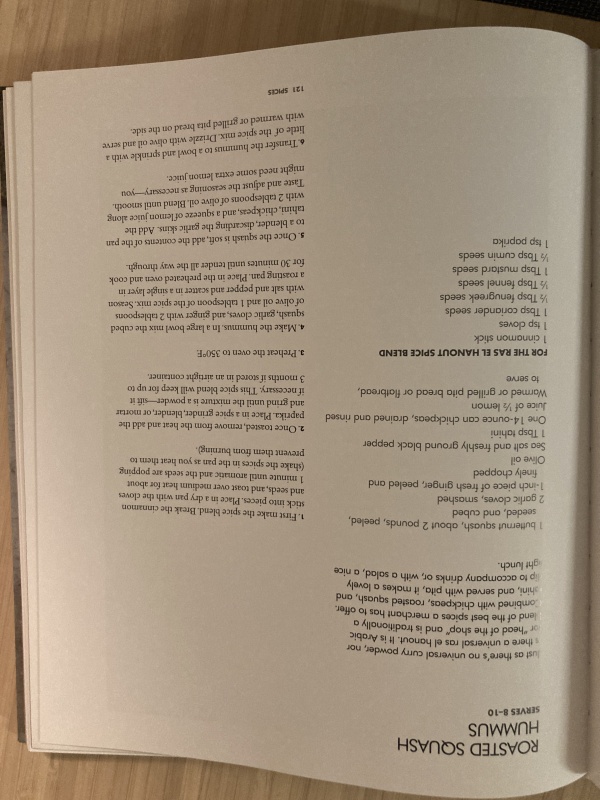 ROASTED SQUASH
HUMMUS
SERVES 8–10
Just as there's no universal curry powder, nor
is there a universal ras el hanout. It is Arabic
for "head of the shop" and is traditionally a
blend of the best spices a merchant has to offer.
Combined with chickpeas, roasted squash, and
tahini, and served with pita, it makes a lovely
dip to accompany drinks or, with a salad, a nice
light lunch.
1 butternut squash, about 2 pounds, peeled,
seeded, and cubed
2 garlic cloves, smashed
1-inch piece of fresh ginger, peeled and
finely chopped
Olive oil
Sea salt and freshly ground black pepper
1 Tbsp tahini
One 14-ounce can chickpeas, drained and rinsed
Juice of ½ lemon
Warmed or grilled pita bread or flatbread,
to serve
FOR THE RAS EL HANOUT SPICE BLEND
1 cinnamon stick
1 tsp cloves
1 Tbsp coriander seeds
½ Tbsp fenugreek seeds
½ Tbsp fennel seeds
1 Tbsp mustard seeds
½ Tbsp cumin seeds
1 tsp paprika
1. First make the spice blend. Break the cinnamon
stick into pieces. Place in a dry pan with the cloves
and seeds, and toast over medium heat for about
1 minute until aromatic and the seeds are popping
(shake the spices in the pan as you heat them to
prevent them from burning).
2. Once toasted, remove from the heat and add the
paprika. Place in a spice grinder, blender, or mortar
and grind until the mixture is a powder—sift it
if necessary. This spice blend will keep for up to
3 months if stored in an airtight container.
3. Preheat the oven to 350°F.
4. Make the hummus. In a large bowl mix the cubed
squash, garlic cloves, and ginger with 2 tablespoons
of olive oil and 1 tablespoon of the spice mix. Season
with salt and pepper and scatter in a single layer in
a roasting pan. Place in the preheated oven and cook
for 30 minutes until tender all the way through.
5. Once the squash is soft, add the contents of the pan
to a blender, discarding the garlic skins. Add the
tahini, chickpeas, and a squeeze of lemon juice along
with 2 tablespoons of olive oil. Blend until smooth.
Taste and adjust the seasoning as necessary—you
might need some extra lemon juice.
6. Transfer the hummus to a bowl and sprinkle with a
little of the spice mix. Drizzle with olive oil and serve
with warmed or grilled pita bread on the side.
121 SPICES